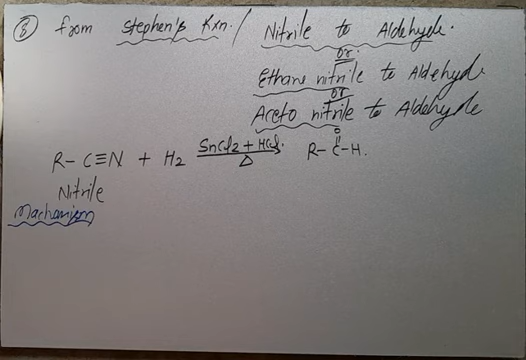 ⑧ from Stephen's Rxn. / Nitrile to Aldehyde.
or
Ethane nitrile to Aldehyde
or
Aceto nitrile to Aldehyde
R-C≡N + H2 SnCl2 + HCl Δ R-C-H.
O
Nitrile
Machanism